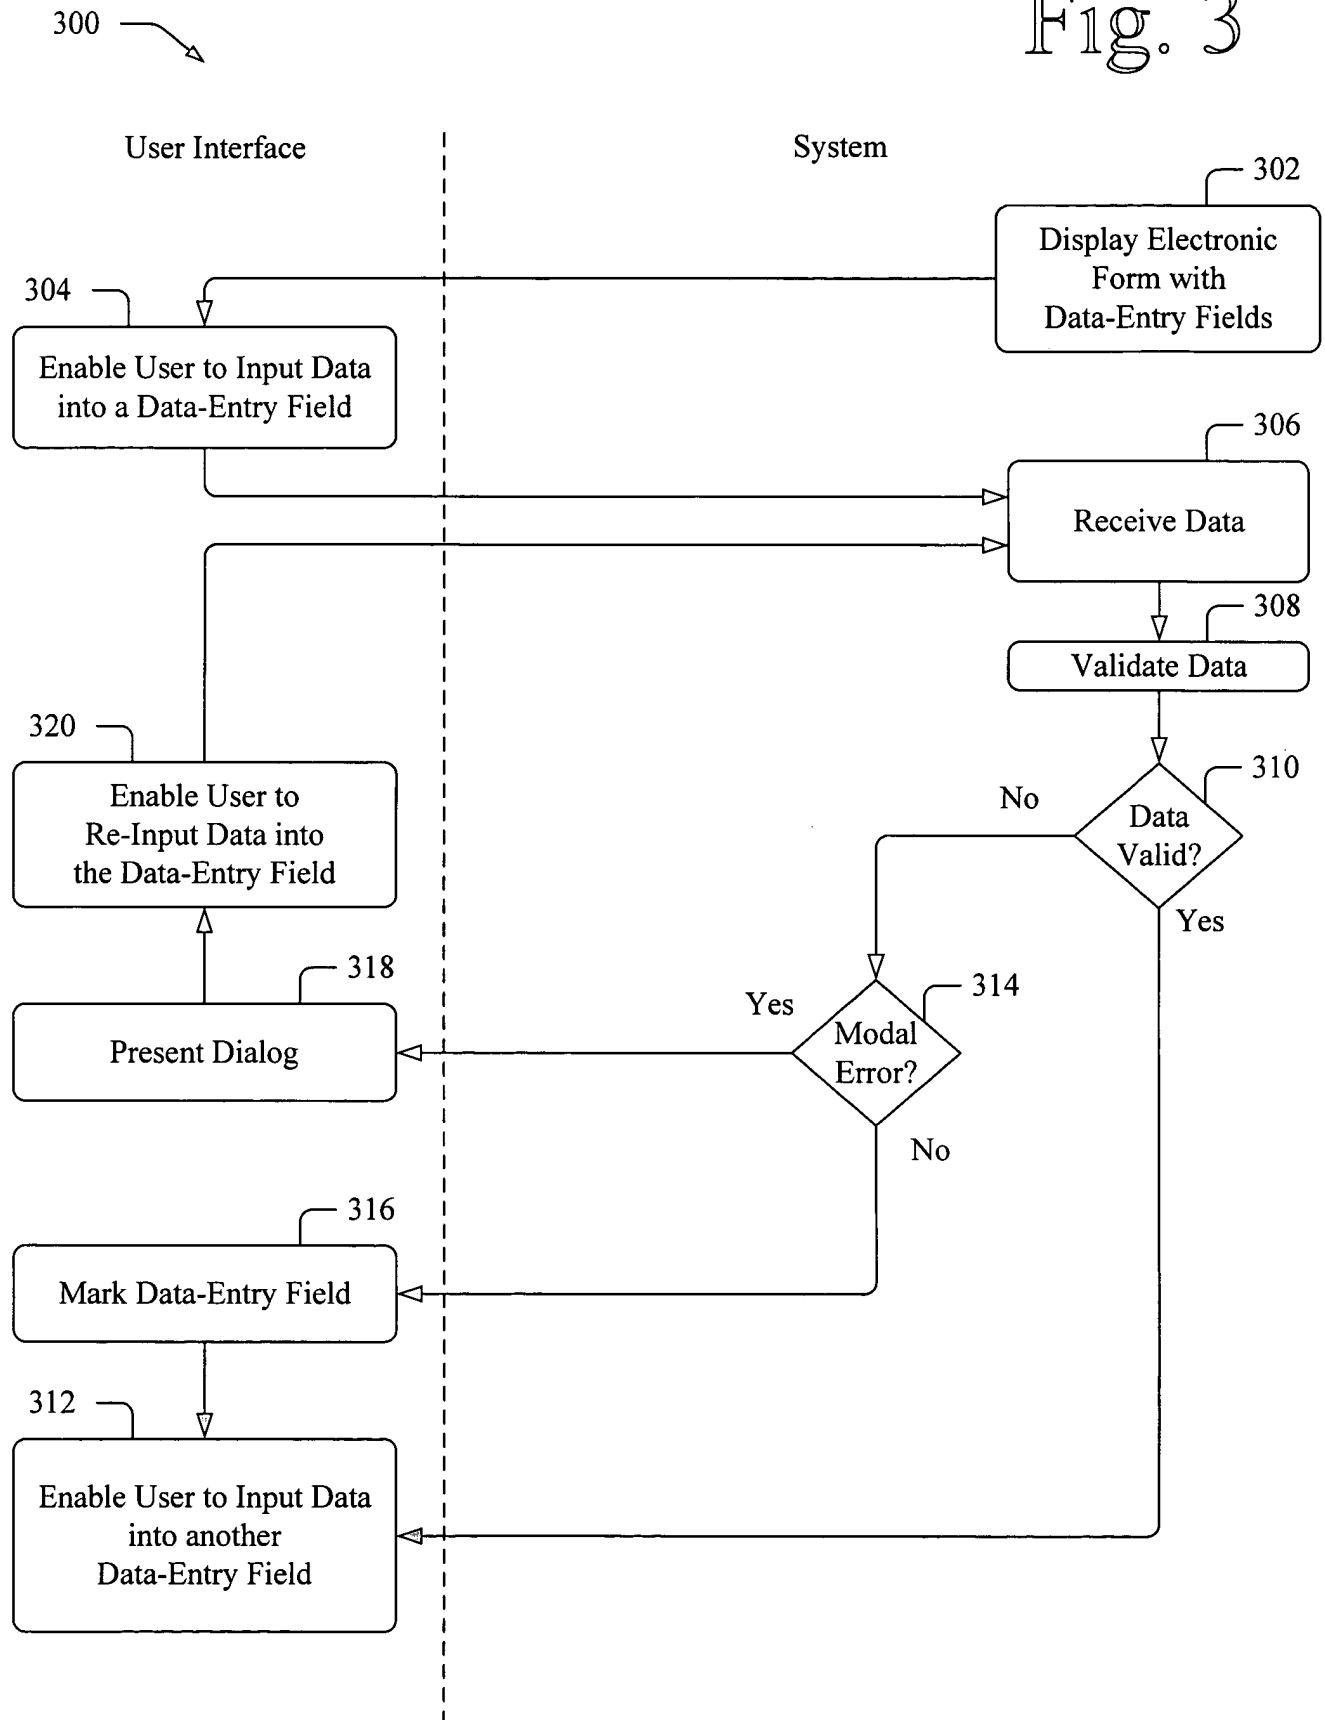 300
Fig. 3
User Interface
System
302
Display Electronic
Form with
Data-Entry Fields
304
Enable User to Input Data
into a Data-Entry Field
306
Receive Data
308
Validate Data
310
Data
Valid?
No
Yes
320
Enable User to
Re-Input Data into
the Data-Entry Field
318
Present Dialog
314
Modal
Error?
Yes
No
316
Mark Data-Entry Field
312
Enable User to Input Data
into another
Data-Entry Field